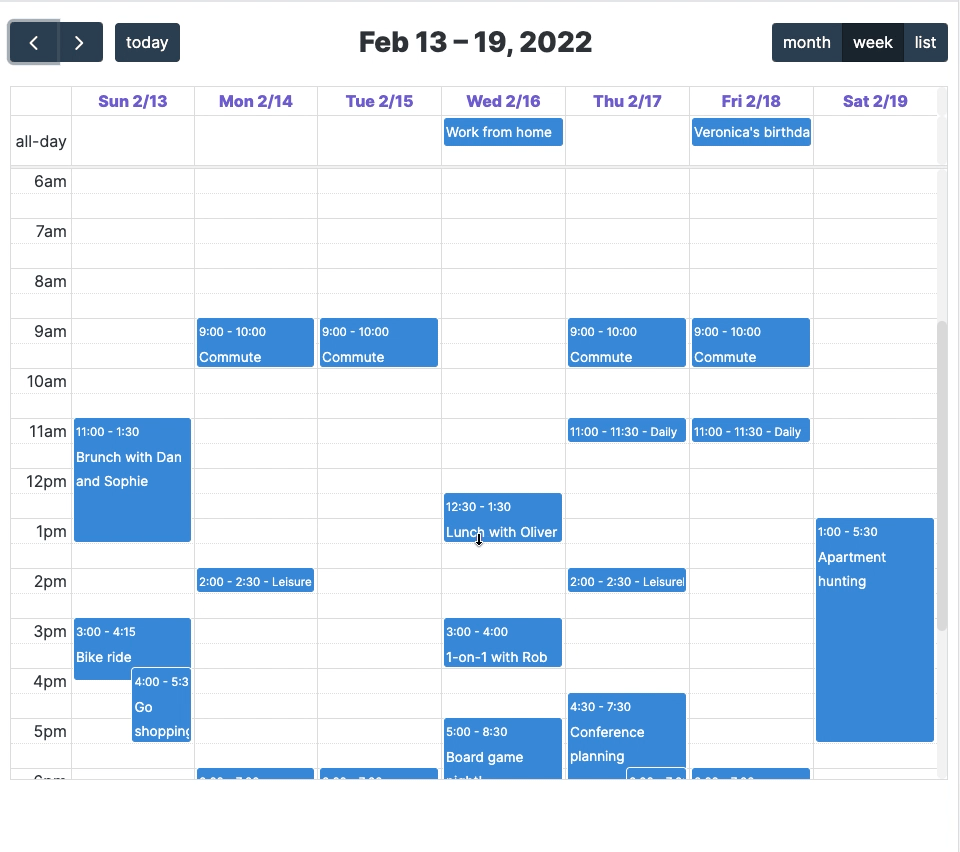 today
Feb 13 – 19, 2022
month week list
Sun 2/13 Mon 2/14 Tue 2/15 Wed 2/16 Thu 2/17 Fri 2/18 Sat 2/19
all-day
Work from home
Veronica's birthda
6am
7am
8am
9am
9:00 - 10:00
Commute
9:00 - 10:00
Commute
9:00 - 10:00
Commute
9:00 - 10:00
Commute
10am
11am
11:00 - 1:30
Brunch with Dan
and Sophie
11:00 - 11:30 - Daily
11:00 - 11:30 - Daily
12pm
12:30 - 1:30
Lunch with Oliver
1pm
1:00 - 5:30
Apartment
hunting
2pm
2:00 - 2:30 - Leisure
2:00 - 2:30 - Leisure
3pm
3:00 - 4:15
Bike ride
3:00 - 4:00
1-on-1 with Rob
4pm
4:00 - 5:3
Go
shopping
4:30 - 7:30
Conference
planning
5pm
5:00 - 8:30
Board game